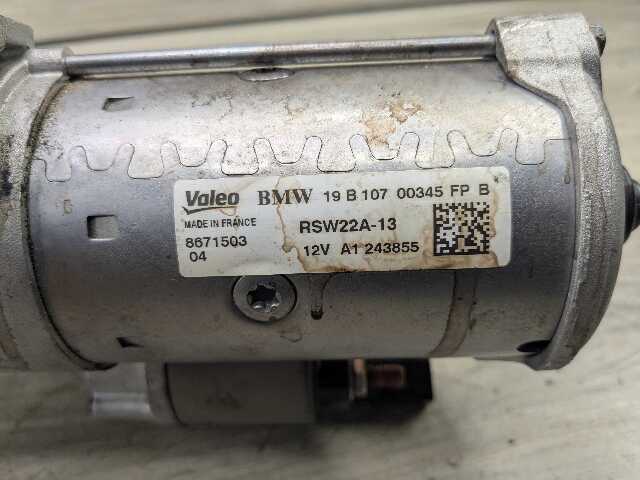 Valeo BMW 19 B 107 00345 FP B
MADE IN FRANCE RSW22A-13
8671503 12V A1 243855
04